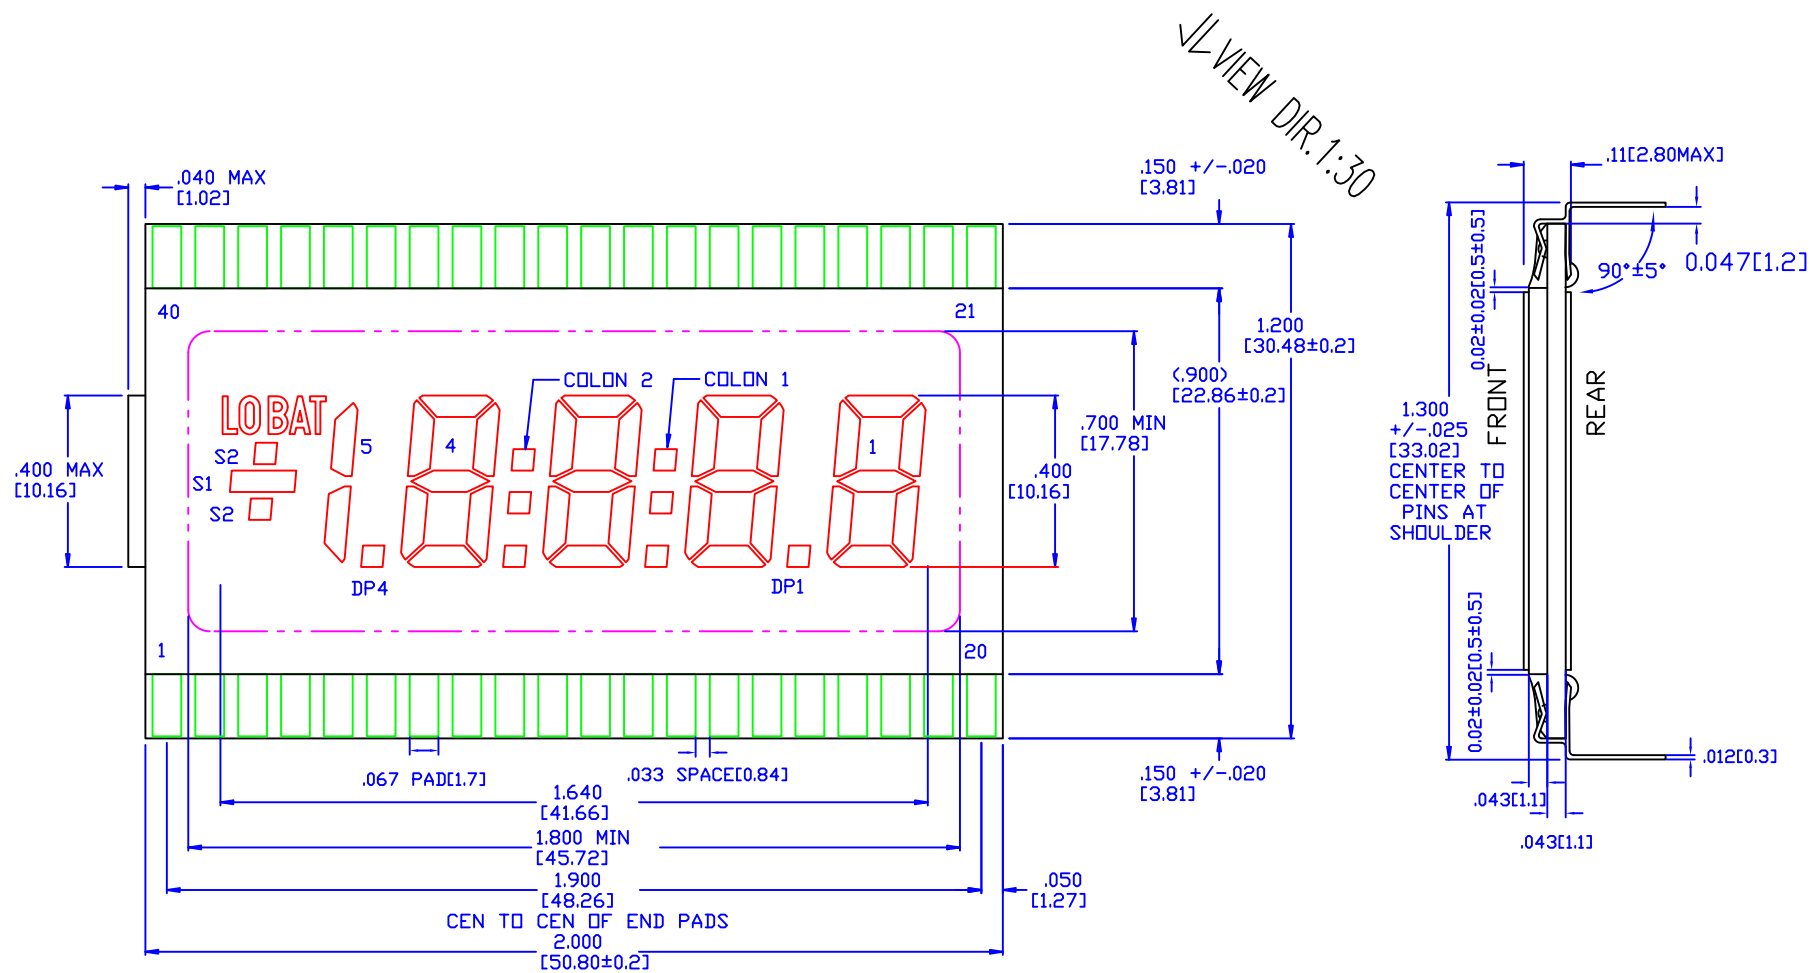 VIEW DIR.1:30
.040 MAX
[1.02]
.150 +/-.020
[3.81]
.11[2.80MAX]
40
21
1.200
[30.48±0.2]
(.900)
[22.86±0.2]
.700 MIN
[17.78]
.400
[10.16]
.400 MAX
[10.16]
COLON 2
COLON 1
LO BAT
S2
S1
S2
5
4
1
DP4
DP1
1
20
.067 PAD[1.7]
.033 SPACE[0.84]
1.640
[41.66]
1.800 MIN
[45.72]
1.900
[48.26]
CEN TO CEN OF END PADS
2.000
[50.80±0.2]
.050
[1.27]
.150 +/-.020
[3.81]
0.02±0.02[0.5±0.5]
90°±5°
0.047[1.2]
FRONT
REAR
1.300
+/-.025
[33.02]
CENTER TO
CENTER OF
PINS AT
SHOULDER
0.02±0.02[0.5±0.5]
.012[0.3]
.043[1.1]
.043[1.1]